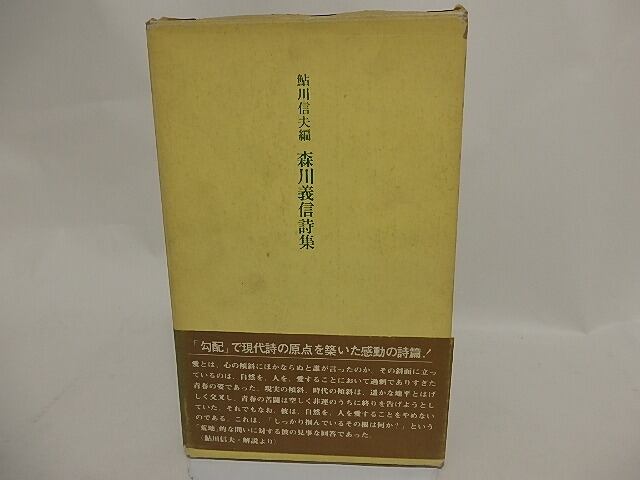 鮎川信夫編
森川義信詩集
「勾配」で現代詩の原点を築いた感動の詩篇！
愛とは、心の傾斜にほかならぬと誰が言ったのか。その斜面に立っ
ているのは、自然を、人を、愛することにおいて過剰でありすぎた
青春の姿であった。現実の傾斜、時代の傾斜は、遥かな地平とはげ
しく交叉し、青春の苦闘は空しく非運のうちに終りを告げようとし
ていた。それでもなお、彼は、自然を、人を愛することをやめない
のである。これは、「しっかり掴んでいるその根は何か？」という
〝荒地〟的な問いに対する彼の見事な回答であった。
（鮎川信夫・解説より）